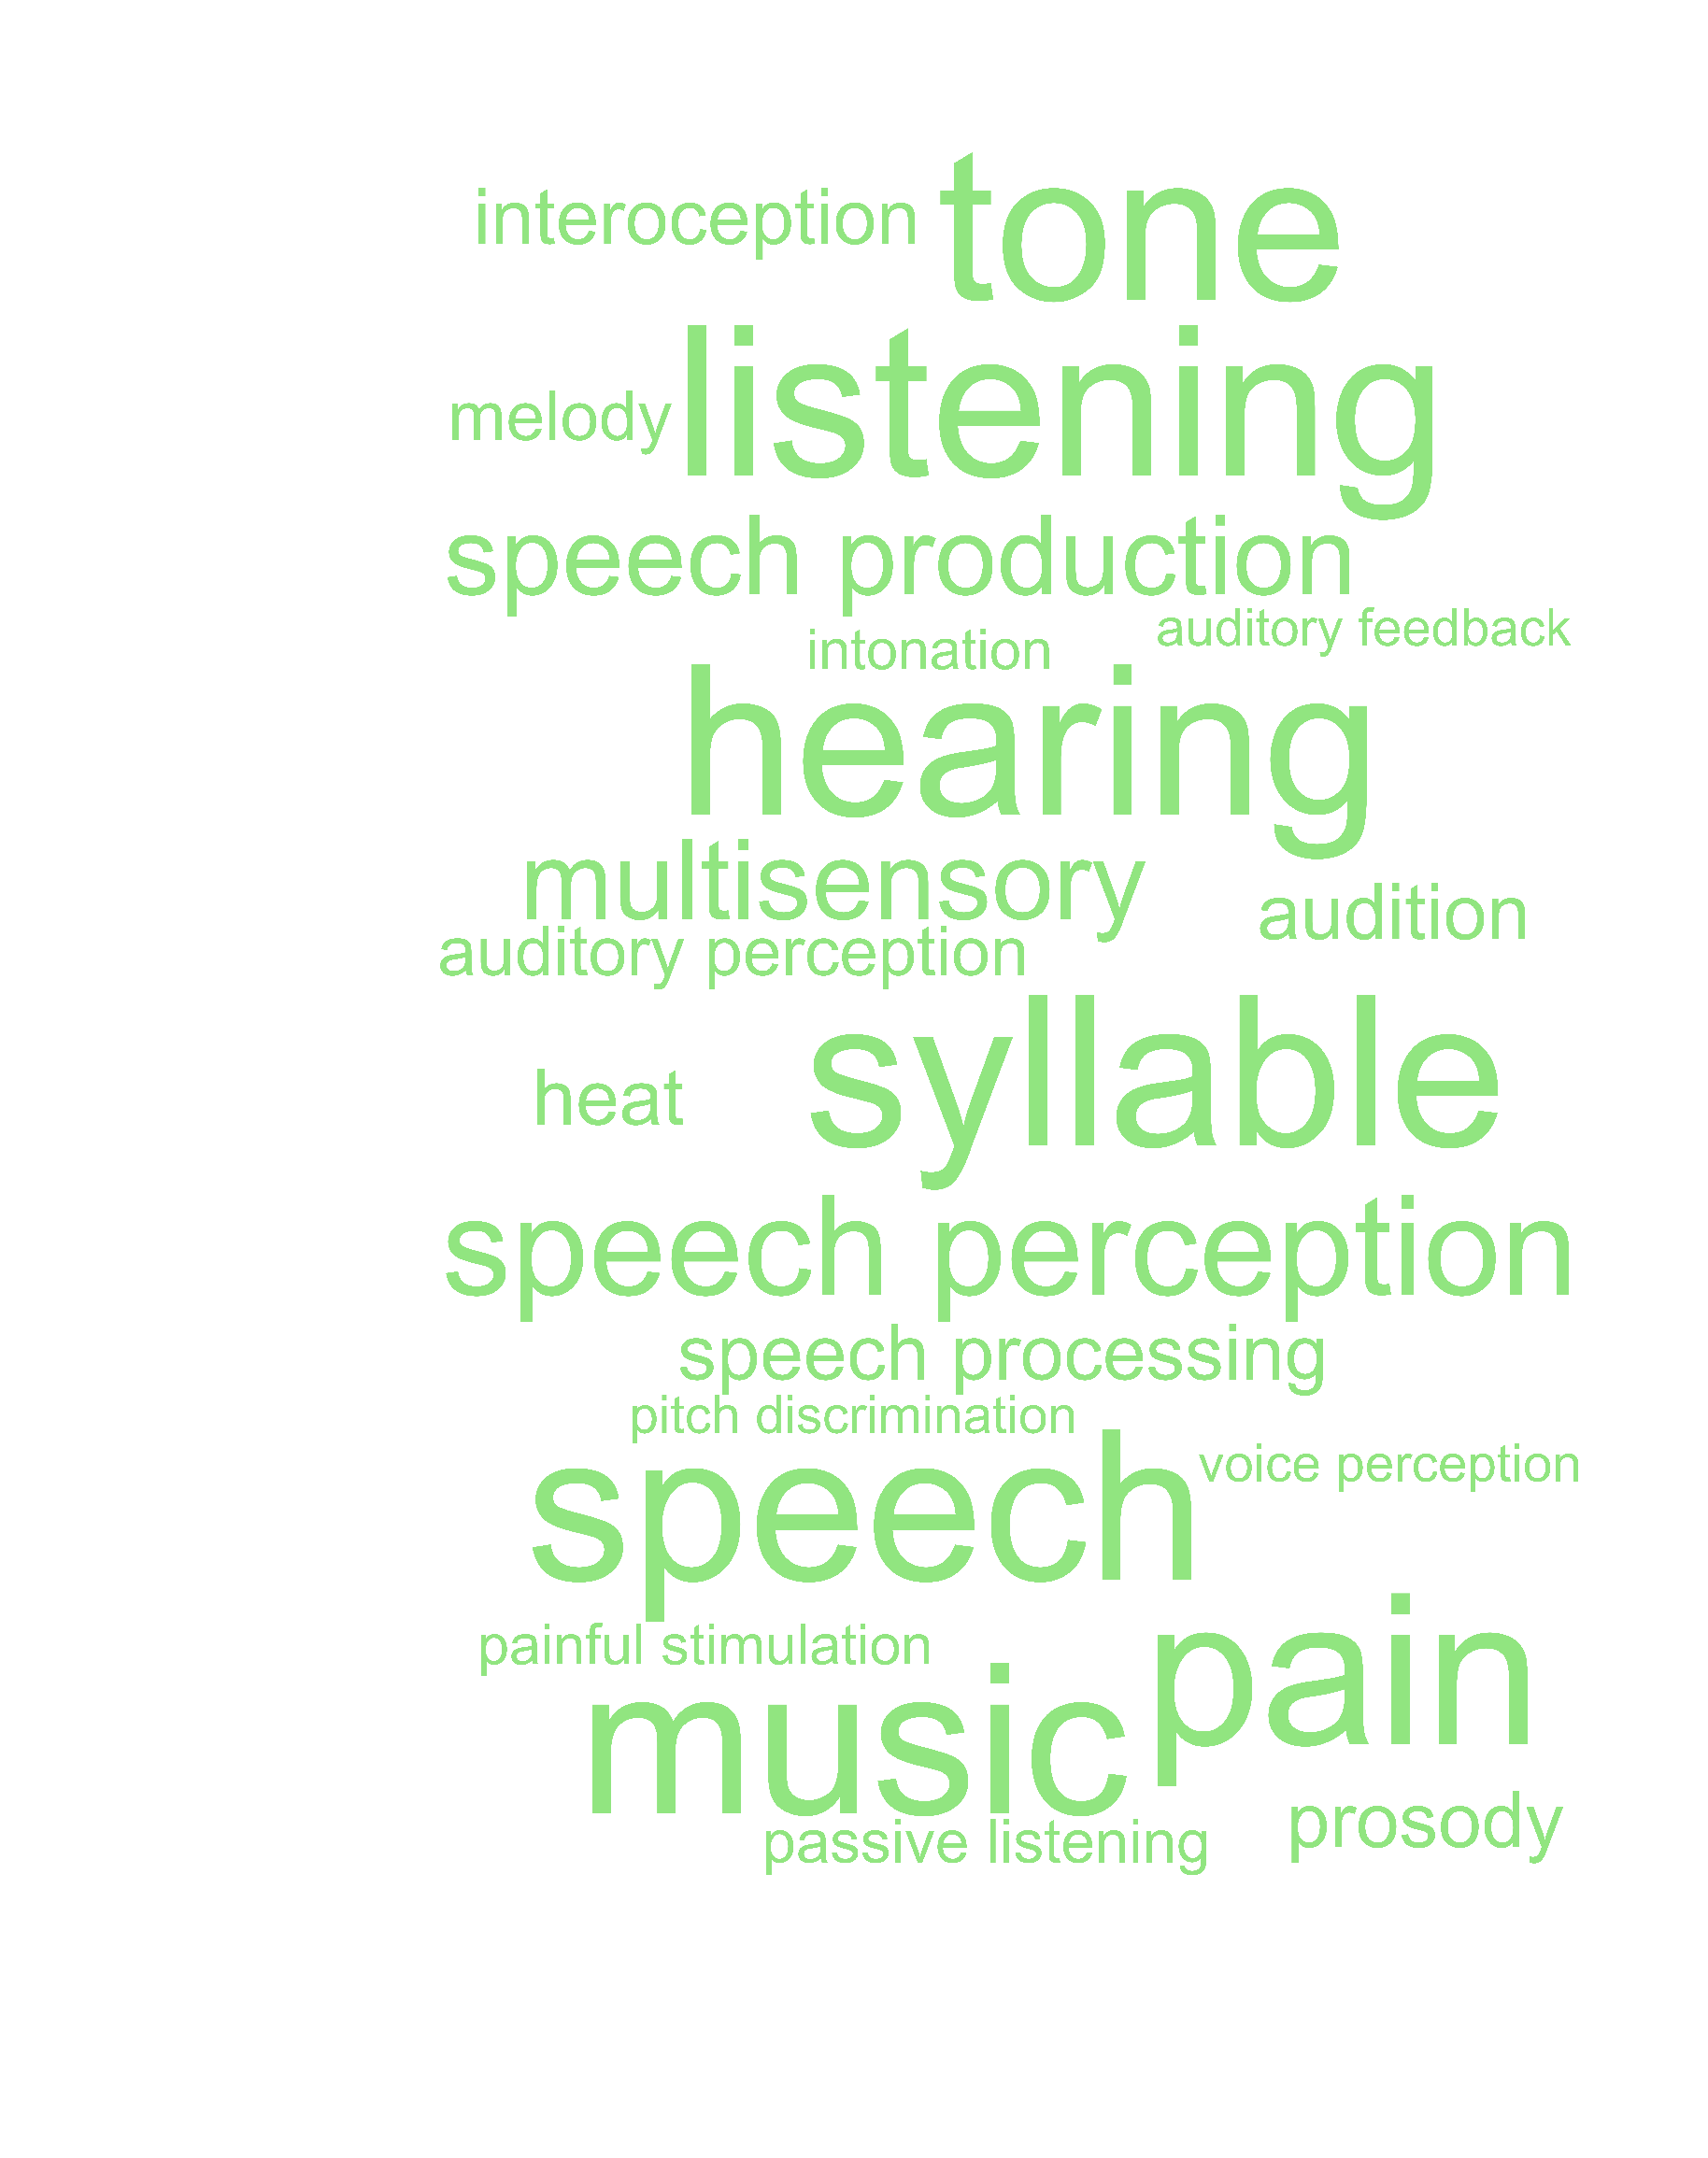 interoception tone
melody listening
speech production
intonation auditory feedback
hearing
multisensory
audition
auditory perception
syllable
heat
speech perception
speech processing
pitch discrimination
speech voice perception
painful stimulation
pain
music
prosody
passive listening